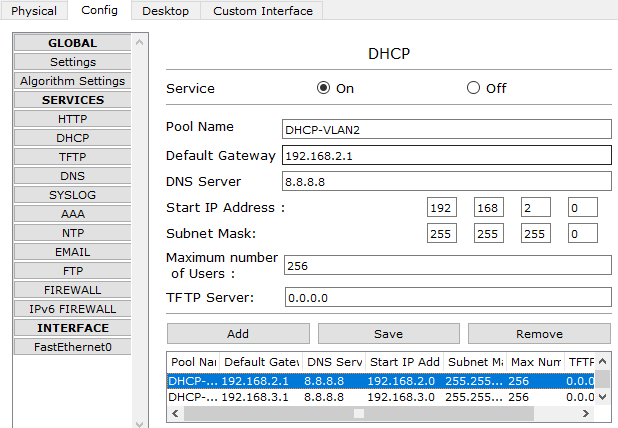 Physical Config Desktop Custom Interface
GLOBAL
Settings
Algorithm Settings
SERVICES
HTTP
DHCP
TFTP
DNS
SYSLOG
AAA
NTP
EMAIL
FTP
FIREWALL
IPv6 FIREWALL
INTERFACE
FastEthernet0
DHCP
Service On Off
Pool Name DHCP-VLAN2
Default Gateway 192.168.2.1
DNS Server 8.8.8.8
Start IP Address : 192 168 2 0
Subnet Mask: 255 255 255 0
Maximum number
of Users : 256
TFTP Server: 0.0.0.0
Add Save Remove
Pool Nar Default Gatew DNS Serv Start IP Add Subnet Ma Max Num TFTF
DHCP-... 192.168.2.1 8.8.8.8 192.168.2.0 255.255... 256 0.0.0
DHCP-... 192.168.3.1 8.8.8.8 192.168.3.0 255.255... 256 0.0.0